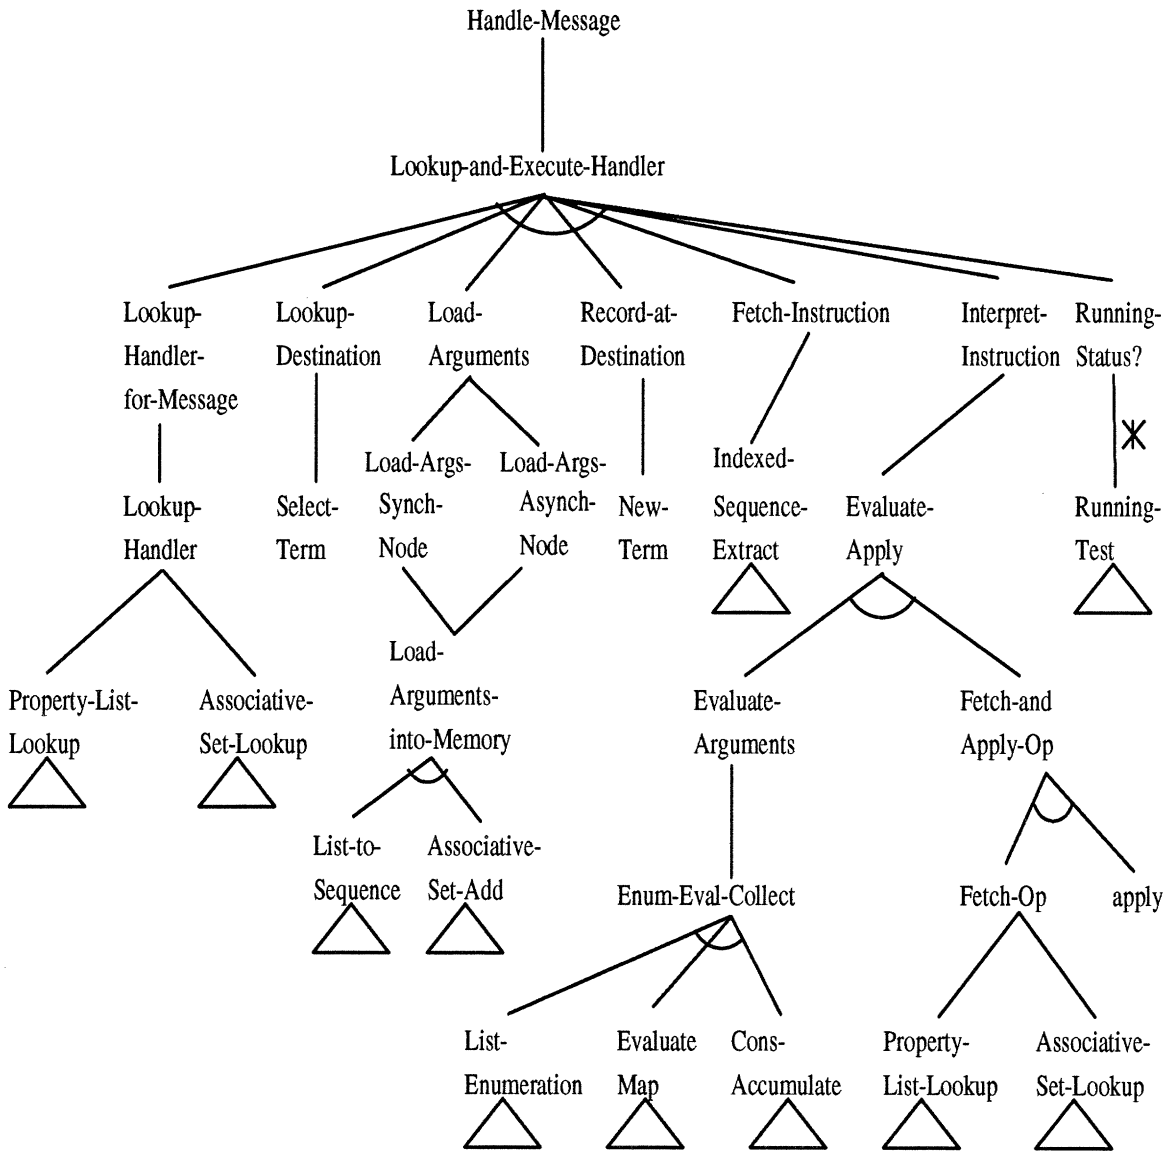 Handle-Message
Lookup-and-Execute-Handler
Lookup-
Handler-
for-Message
Lookup-
Destination
Load-
Arguments
Record-at-
Destination
Fetch-Instruction
Interpret-
Instruction
Running-
Status?
Lookup-
Handler
Select-
Term
Load-Args-
Synch-
Node
Load-Args-
Asynch-
Node
New-
Term
Indexed-
Sequence-
Extract
Evaluate-
Apply
Running-
Test
Property-List-
Lookup
Associative-
Set-Lookup
Load-
Arguments-
into-Memory
Evaluate-
Arguments
Fetch-and
Apply-Op
List-to-
Sequence
Associative-
Set-Add
Enum-Eval-Collect
Fetch-Op
apply
List-
Enumeration
Evaluate
Map
Cons-
Accumulate
Property-
List-Lookup
Associative-
Set-Lookup